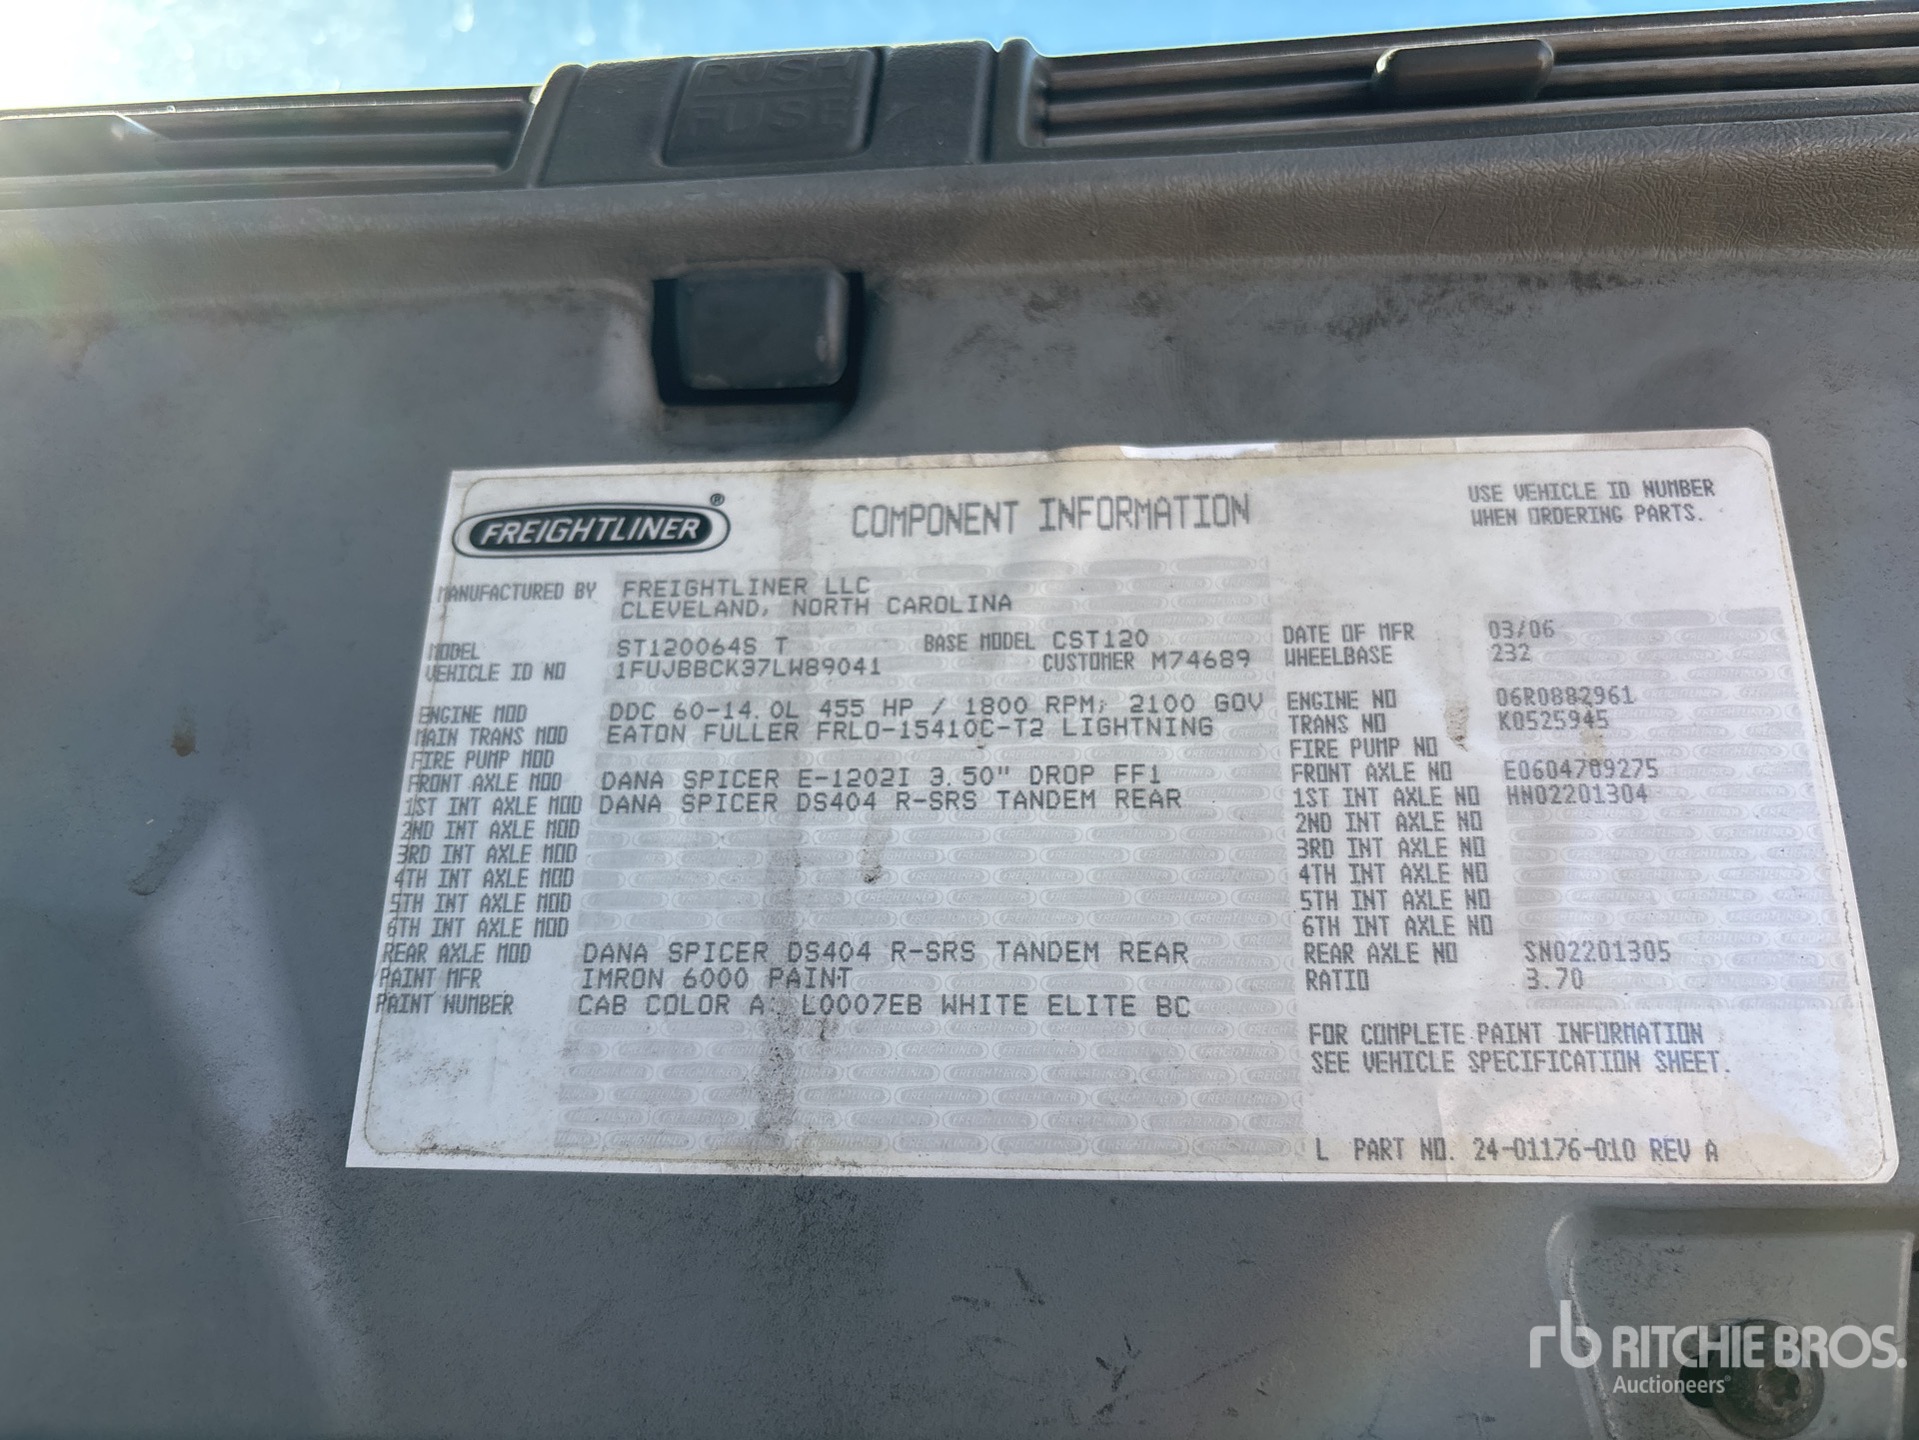 PUSH
FUSE
FREIGHTLINER®
COMPONENT INFORMATION
USE VEHICLE ID NUMBER
WHEN ORDERING PARTS.
MANUFACTURED BY FREIGHTLINER LLC
CLEVELAND, NORTH CAROLINA
MODEL ST120064S T BASE MODEL CST120
VEHICLE ID NO 1FUJBBCK37LW89041 CUSTOMER M74689
ENGINE MOD DDC 60-14.0L 455 HP / 1800 RPM; 2100 GOV
MAIN TRANS MOD EATON FULLER FRLO-15410C-T2 LIGHTNING
FIRE PUMP MOD
FRONT AXLE MOD DANA SPICER E-1202I 3.50" DROP FF1
1ST INT AXLE MOD DANA SPICER DS404 R-SRS TANDEM REAR
2ND INT AXLE MOD
3RD INT AXLE MOD
4TH INT AXLE MOD
5TH INT AXLE MOD
6TH INT AXLE MOD
REAR AXLE MOD DANA SPICER DS404 R-SRS TANDEM REAR
PAINT MFR IMRON 6000 PAINT
PAINT NUMBER CAB COLOR A: L0007EB WHITE ELITE BC
DATE OF MFR 03/06
WHEELBASE 232
ENGINE NO 06R0882961
TRANS NO K0525945
FIRE PUMP NO
FRONT AXLE NO E0604789275
1ST INT AXLE NO HN02201304
2ND INT AXLE NO
3RD INT AXLE NO
4TH INT AXLE NO
5TH INT AXLE NO
6TH INT AXLE NO
REAR AXLE NO SN02201305
RATIO 3.70
FOR COMPLETE PAINT INFORMATION
SEE VEHICLE SPECIFICATION SHEET.
L PART NO. 24-01176-010 REV A
rb RITCHIE BROS.
Auctioneers